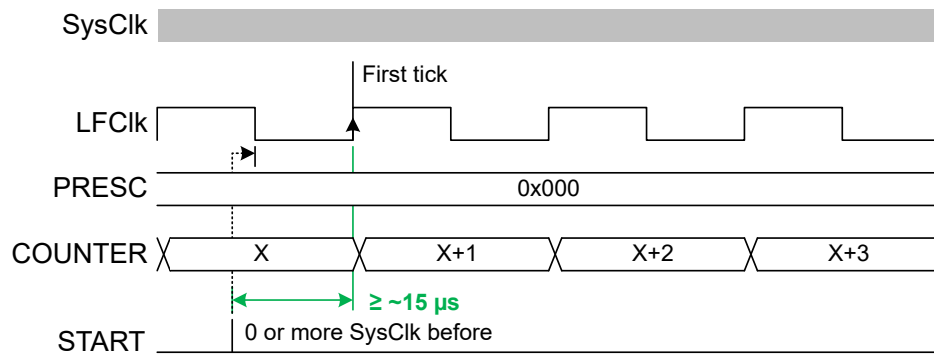 SysClk
First tick
LFClk
PRESC
0x000
COUNTER
X
X+1
X+2
X+3
≥ ~15 µs
0 or more SysClk before
START